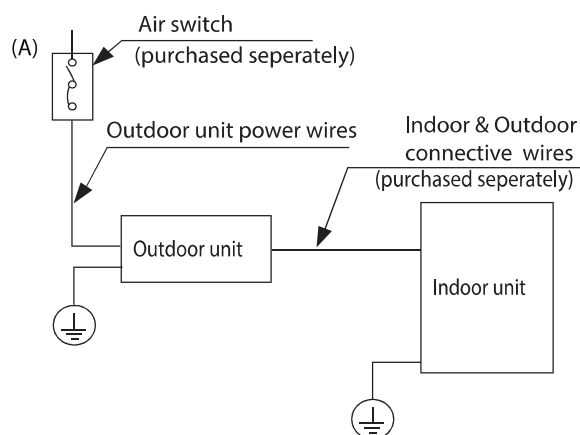 (A)
Air switch
(purchased seperately)
Outdoor unit power wires
Indoor & Outdoor
connective wires
(purchased seperately)
Outdoor unit
Indoor unit